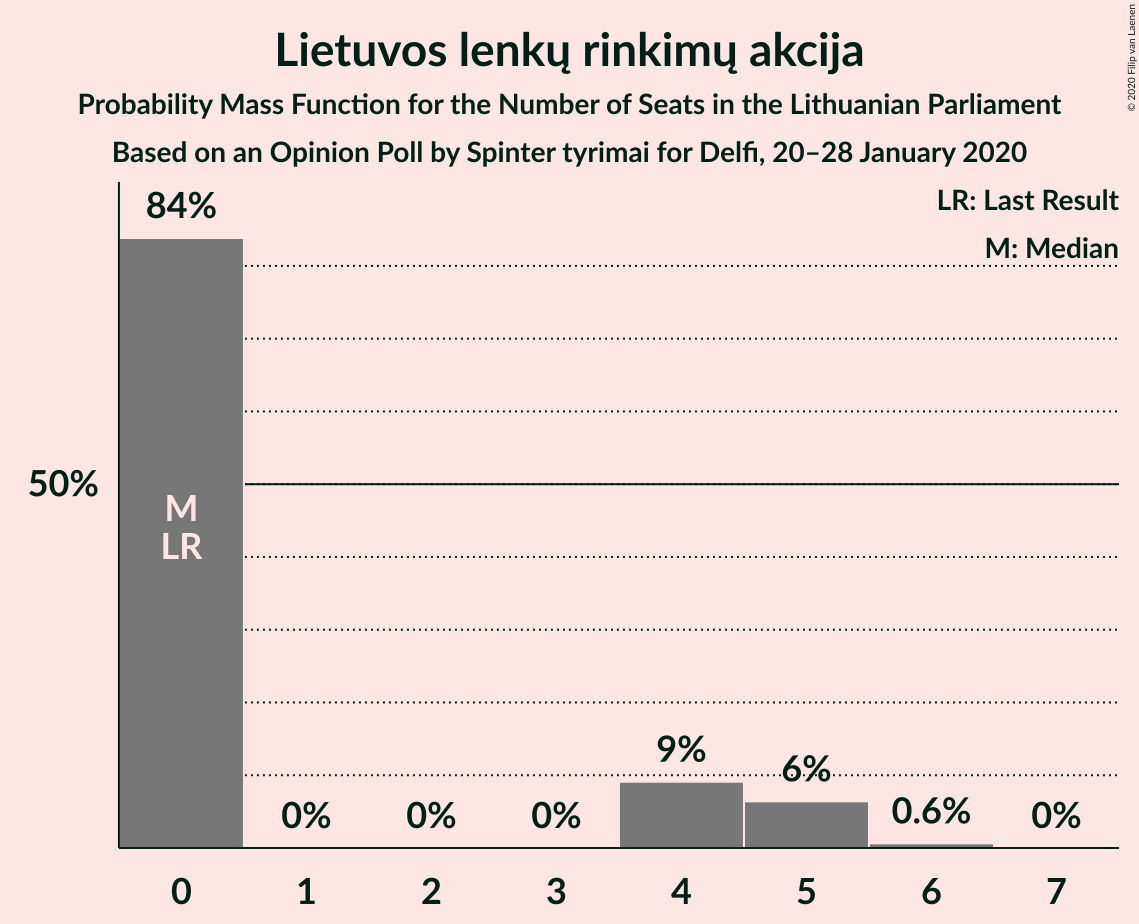 Lietuvos lenkų rinkimų akcija
Probability Mass Function for the Number of Seats in the Lithuanian Parliament
Based on an Opinion Poll by Spinter tyrimai for Delfi, 20–28 January 2020
© 2020 Filip van Laenen
LR: Last Result
M: Median
84%
50%
M
LR
0%
0%
0%
9%
6%
0.6%
0%
0
1
2
3
4
5
6
7